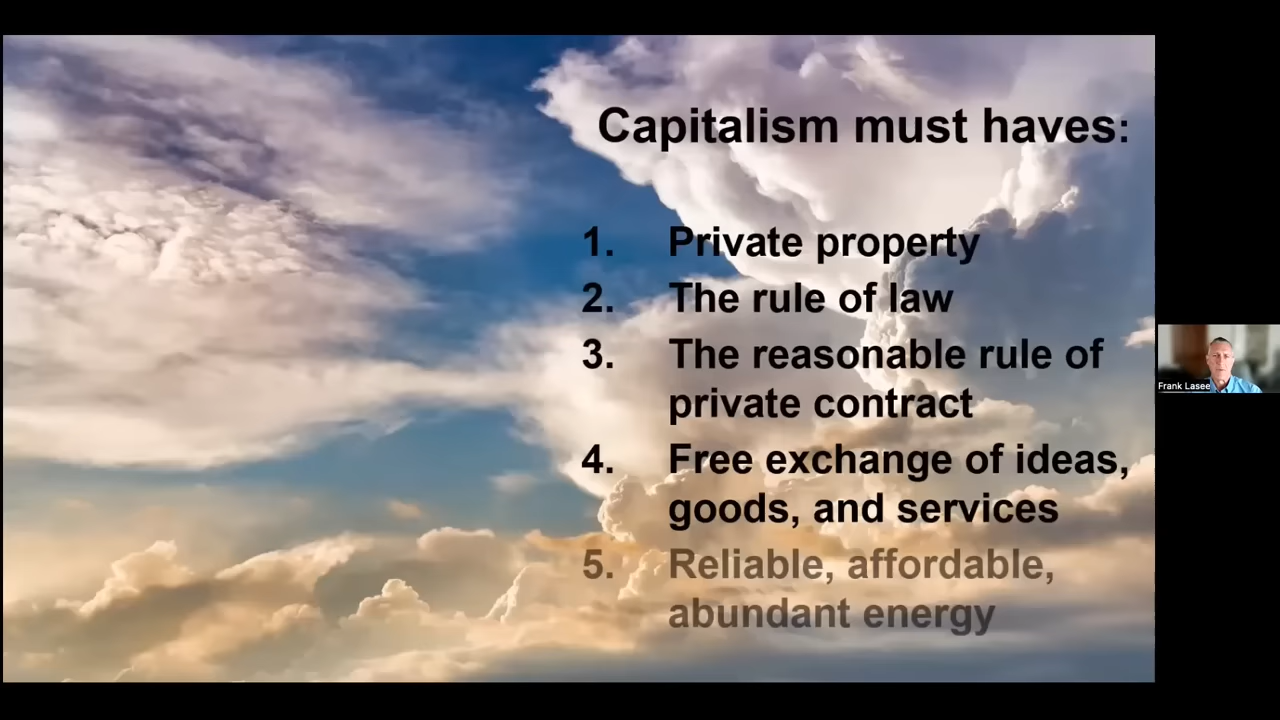 Capitalism must haves:
1. Private property
2. The rule of law
3. The reasonable rule of
private contract
4. Free exchange of ideas,
goods, and services
5. Reliable, affordable,
abundant energy
Frank Lasee